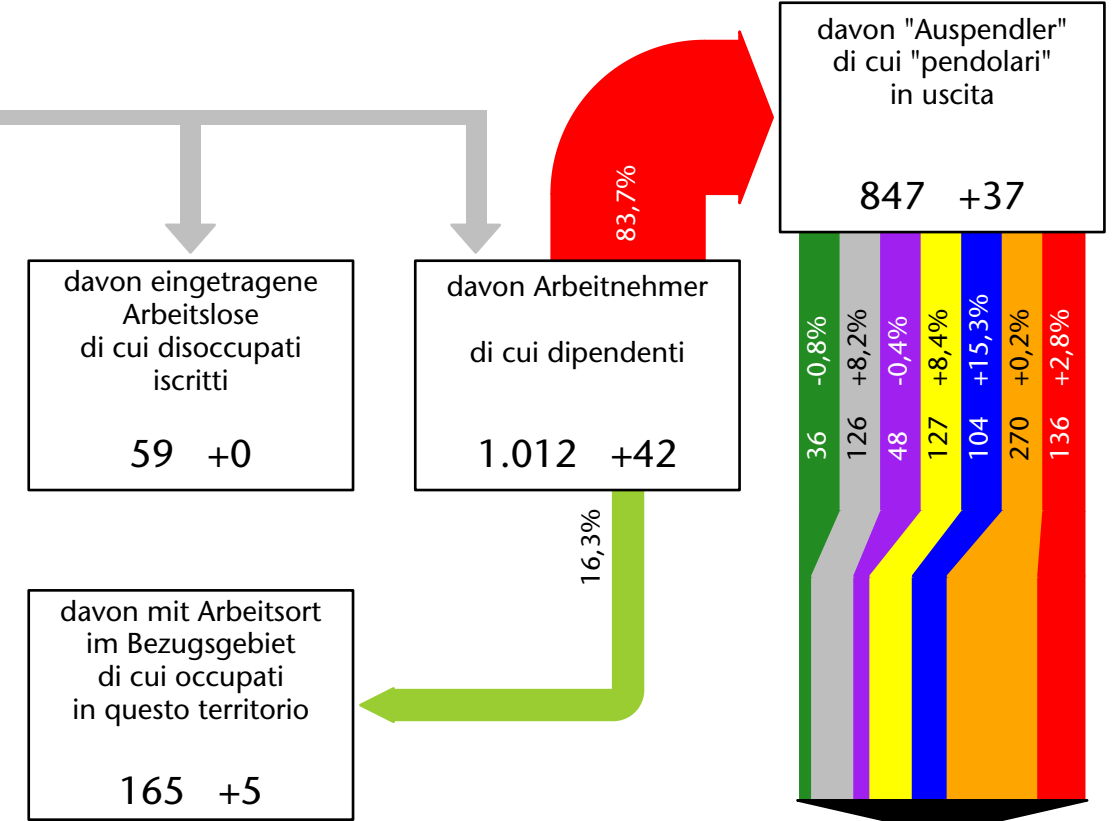 davon "Auspendler"
di cui "pendolari"
in uscita
847 +37
83,7%
davon eingetragene
Arbeitslose
di cui disoccupati
iscritti
59 +0
davon Arbeitnehmer
di cui dipendenti
1.012 +42
36 -0,8%
126 +8,2%
48 -0,4%
127 +8,4%
104 +15,3%
270 +0,2%
136 +2,8%
16,3%
davon mit Arbeitsort
im Bezugsgebiet
di cui occupati
in questo territorio
165 +5